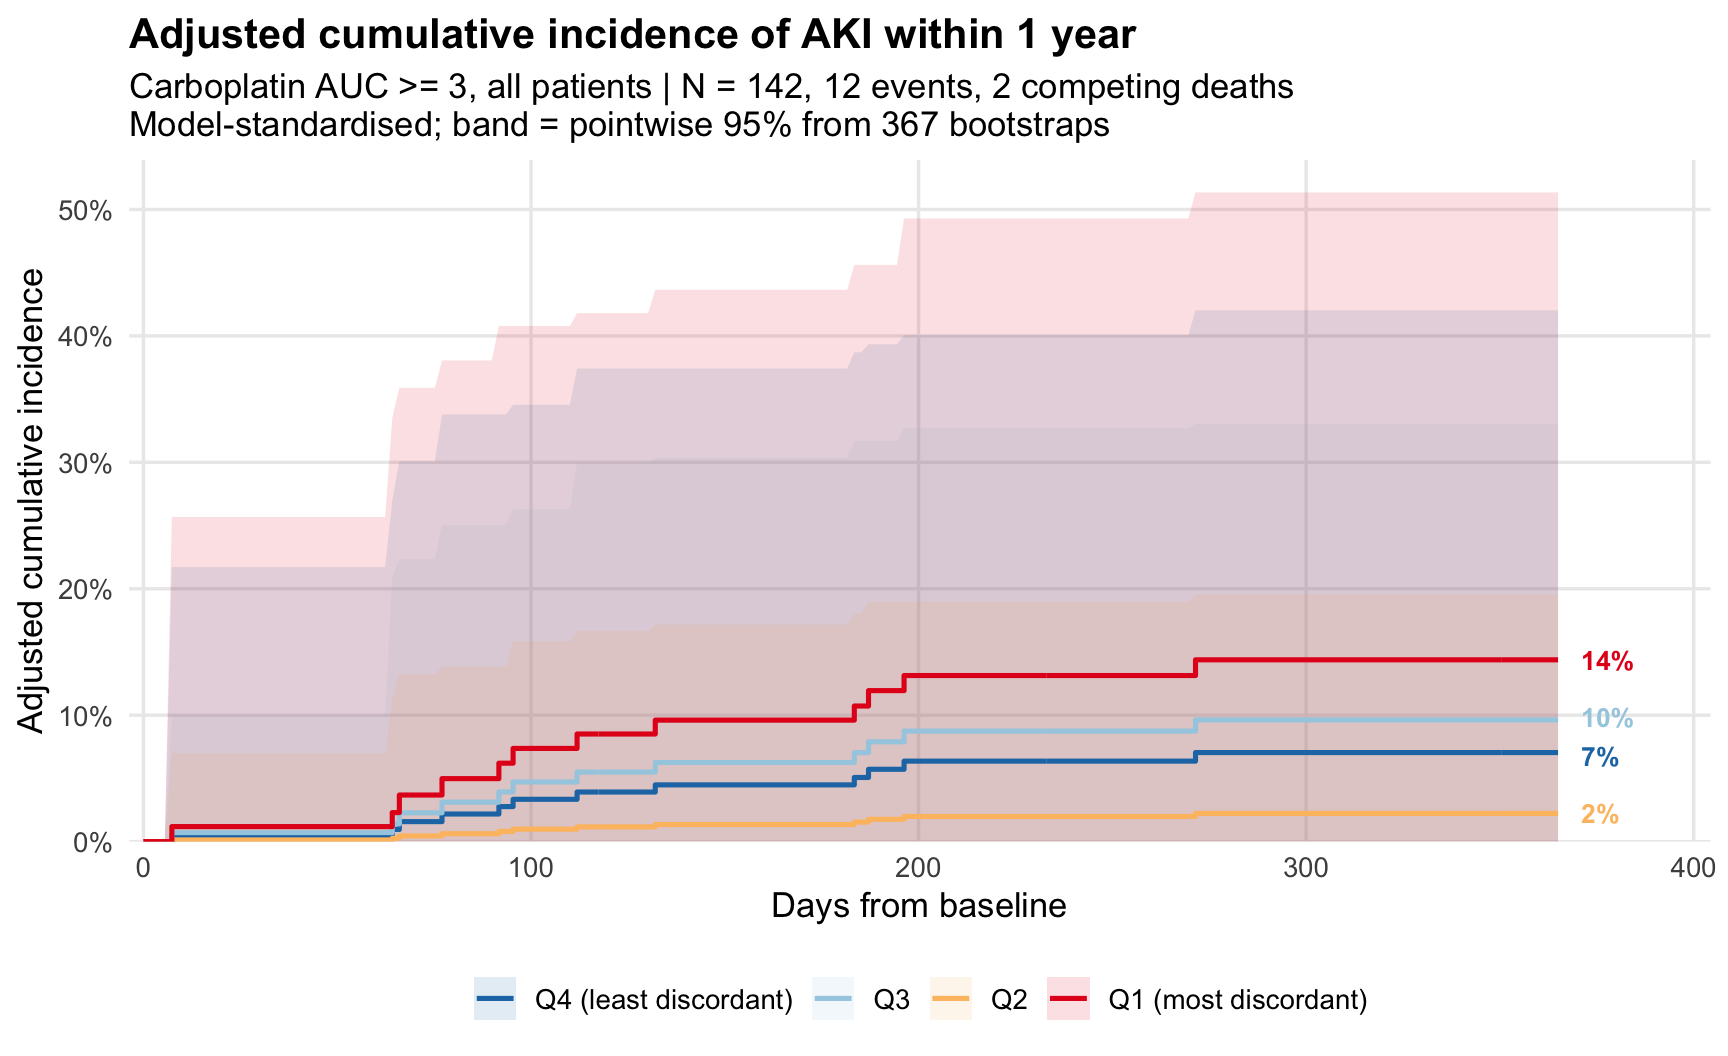 Adjusted cumulative incidence of AKI within 1 year
Carboplatin AUC >= 3, all patients | N = 142, 12 events, 2 competing deaths
Model-standardised; band = pointwise 95% from 367 bootstraps
Adjusted cumulative incidence
50%
40%
30%
20%
10%
0%
14%
10%
7%
2%
0 100 200 300 400
Days from baseline
Q4 (least discordant) Q3 Q2 Q1 (most discordant)